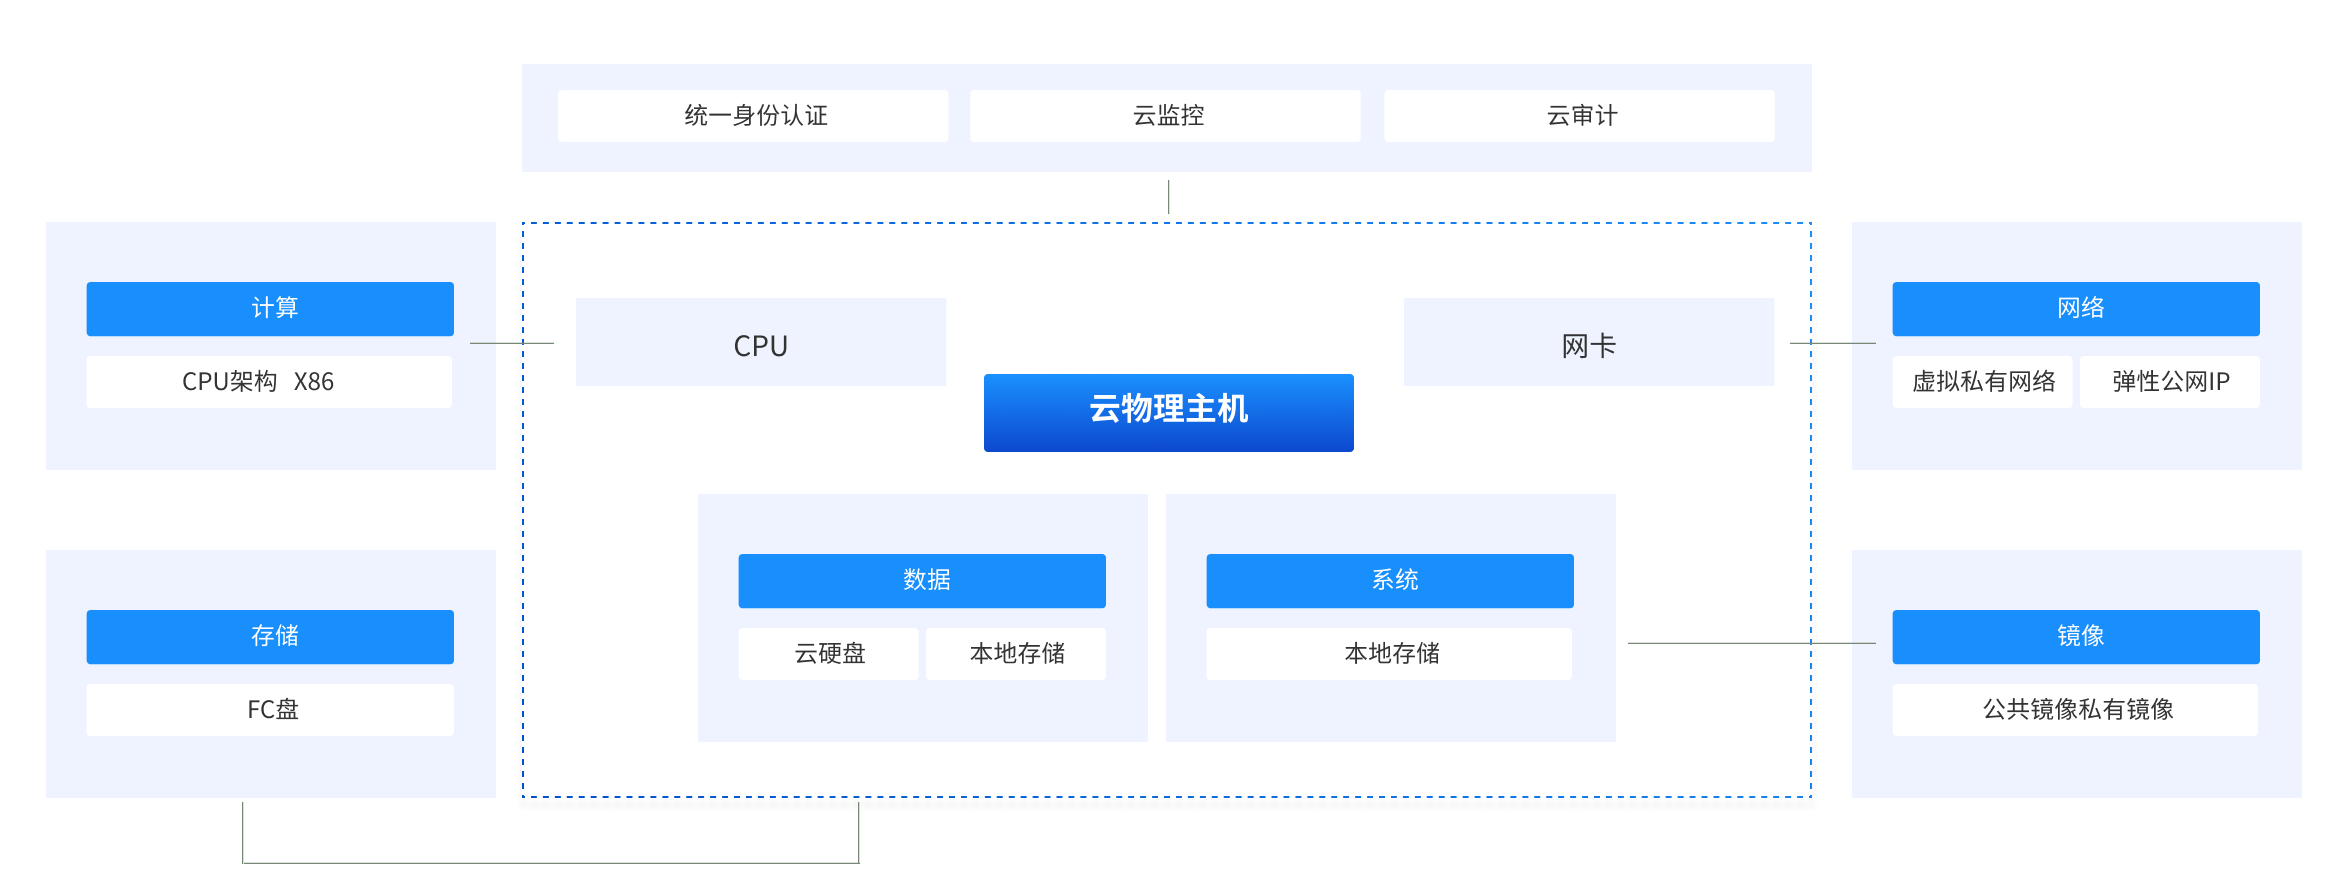 统一身份认证
云监控
云审计
计算
CPU架构 X86
CPU
网卡
云物理主机
网络
虚拟私有网络
弹性公网IP
存储
FC盘
数据
云硬盘
本地存储
系统
本地存储
镜像
公共镜像私有镜像